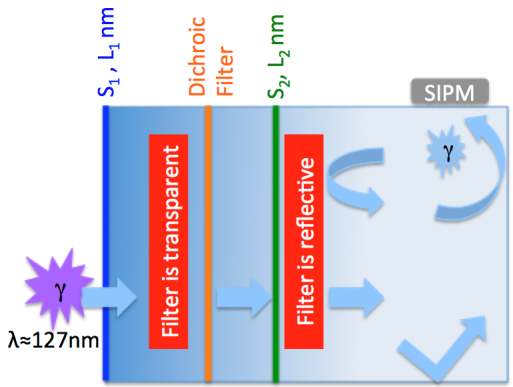 S₁ , L₁ nm
Dichroic
Filter
S₂, L₂ nm
SIPM
Filter is transparent
Filter is reflective
γ
γ
λ≈127nm